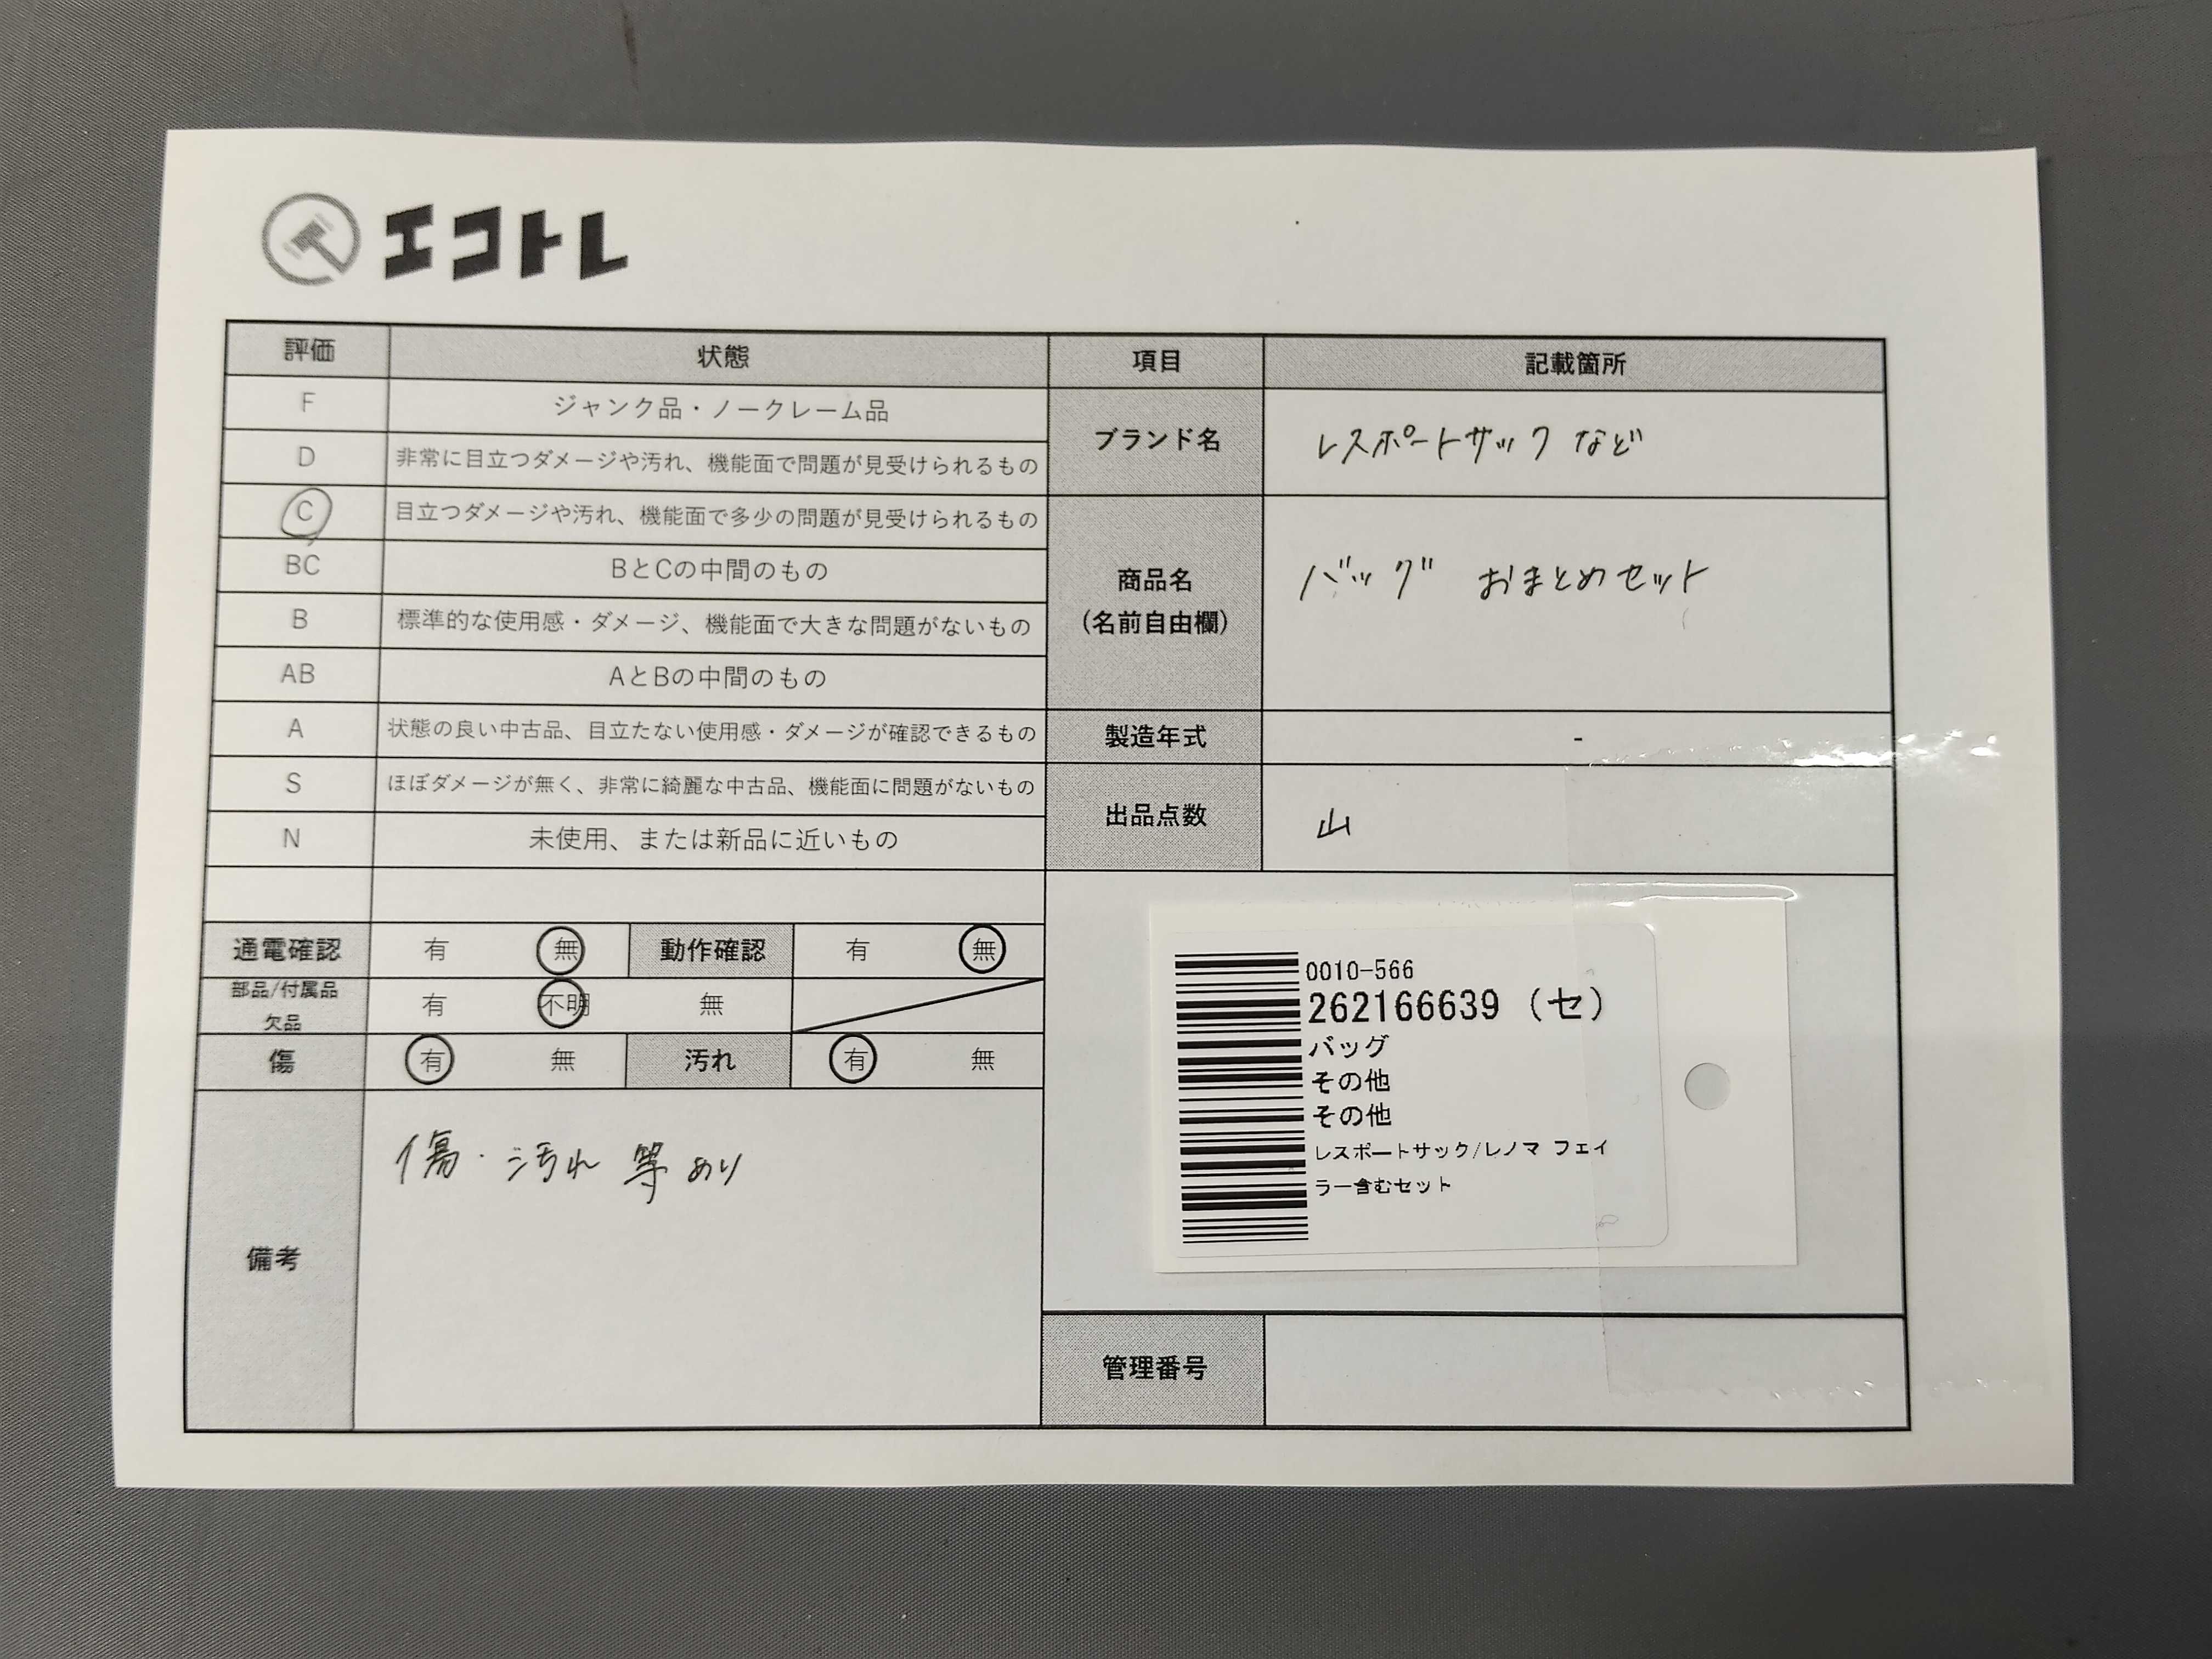 エコトレ
評価 状態 項目 記載箇所
F ジャンク品・ノークレーム品
D 非常に目立つダメージや汚れ、機能面で問題が見受けられるもの
ブランド名 レスポートサック など
C 目立つダメージや汚れ、機能面で多少の問題が見受けられるもの
BC BとCの中間のもの
B 標準的な使用感・ダメージ、機能面で大きな問題がないもの
商品名
(名前自由欄)
バッグ おまとめセット
AB AとBの中間のもの
A 状態の良い中古品、目立たない使用感・ダメージが確認できるもの
製造年式 -
S ほぼダメージが無く、非常に綺麗な中古品、機能面に問題がないもの
出品点数 山
N 未使用、または新品に近いもの
通電確認 有 無 動作確認 有 無
部品/付属品
欠品
有 不明 無
傷 有 無 汚れ 有 無
備考
傷・汚れ 等 あり
0010-566
262166639 (セ)
バッグ
その他
その他
レスポートサック/レノマ フェイ
ラー含むセット
管理番号